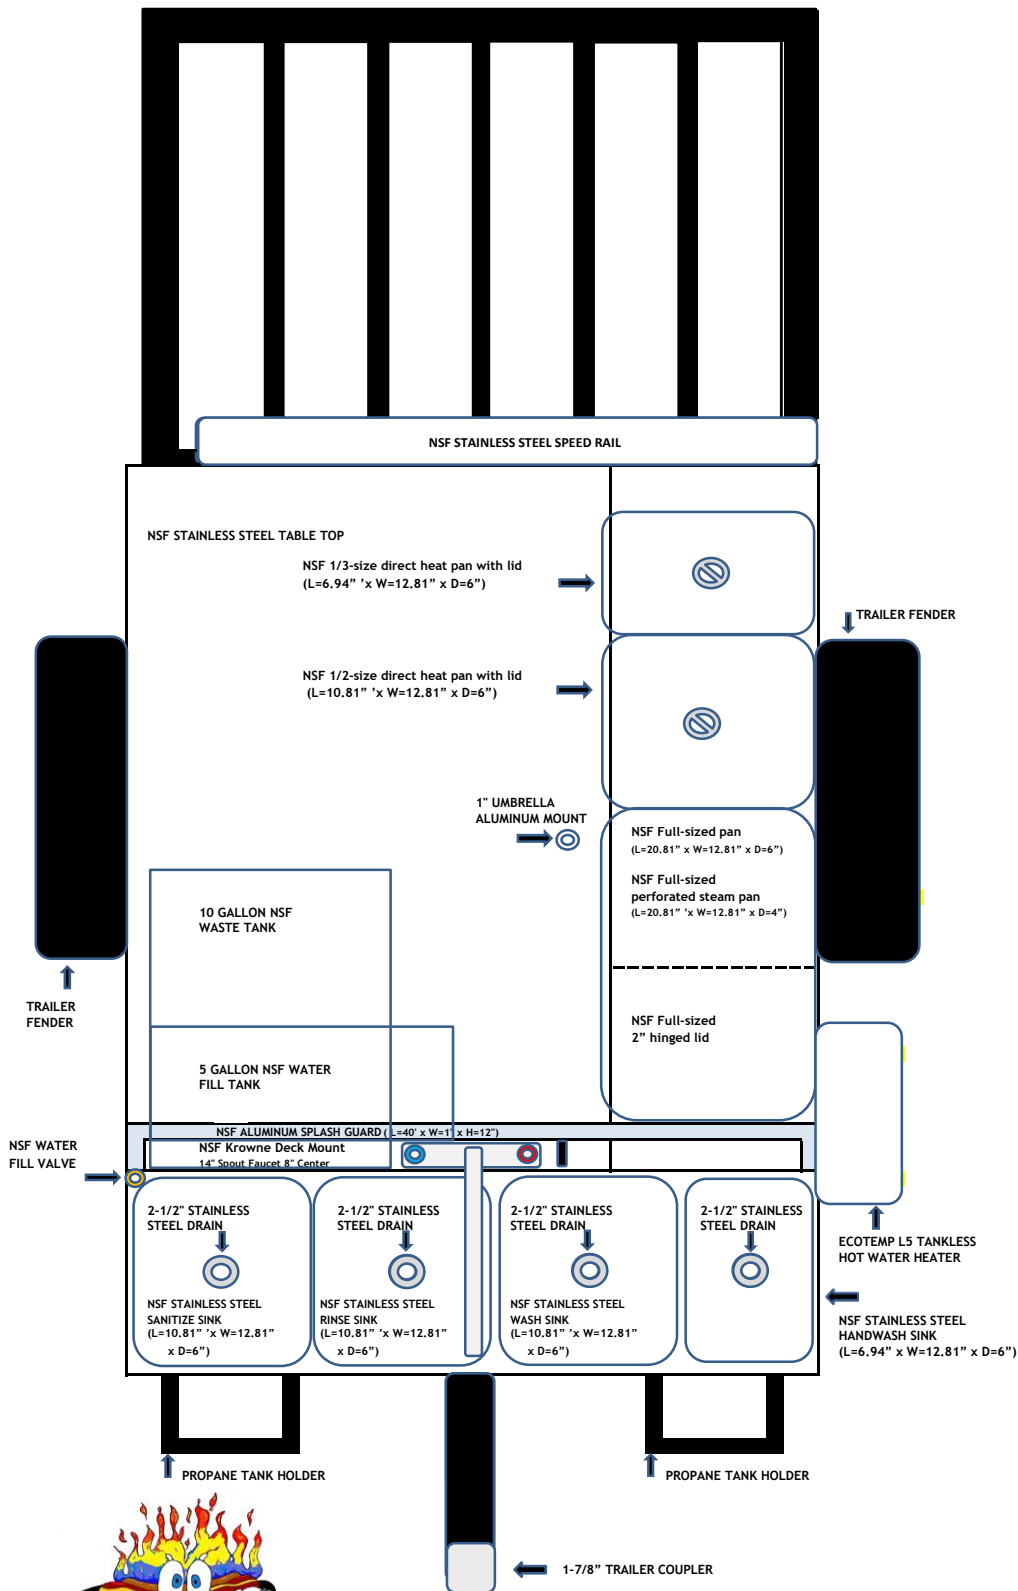 NSF STAINLESS STEEL SPEED RAIL
NSF STAINLESS STEEL TABLE TOP
NSF 1/3-size direct heat pan with lid
(L=6.94” ’x W=12.81” x D=6”)
TRAILER FENDER
NSF 1/2-size direct heat pan with lid
(L=10.81” ’x W=12.81” x D=6”)
1" UMBRELLA
ALUMINUM MOUNT
NSF Full-sized pan
(L=20.81” x W=12.81” x D=6”)
NSF Full-sized
perforated steam pan
(L=20.81” ’x W=12.81” x D=4”)
10 GALLON NSF
WASTE TANK
TRAILER
FENDER
NSF Full-sized
2” hinged lid
5 GALLON NSF WATER
FILL TANK
NSF ALUMINUM SPLASH GUARD ( L=40' x W=1" x H=12")
NSF WATER
FILL VALVE
NSF Krowne Deck Mount
14" Spout Faucet 8" Center
2-1/2" STAINLESS
STEEL DRAIN
2-1/2" STAINLESS
STEEL DRAIN
2-1/2" STAINLESS
STEEL DRAIN
2-1/2" STAINLESS
STEEL DRAIN
ECOTEMP L5 TANKLESS
HOT WATER HEATER
NSF STAINLESS STEEL
SANITIZE SINK
(L=10.81” ’x W=12.81”
x D=6”)
NSF STAINLESS STEEL
RINSE SINK
(L=10.81” ’x W=12.81”
x D=6”)
NSF STAINLESS STEEL
WASH SINK
(L=10.81” ’x W=12.81”
x D=6”)
NSF STAINLESS STEEL
HANDWASH SINK
(L=6.94” x W=12.81” x D=6”)
PROPANE TANK HOLDER
PROPANE TANK HOLDER
1-7/8” TRAILER COUPLER